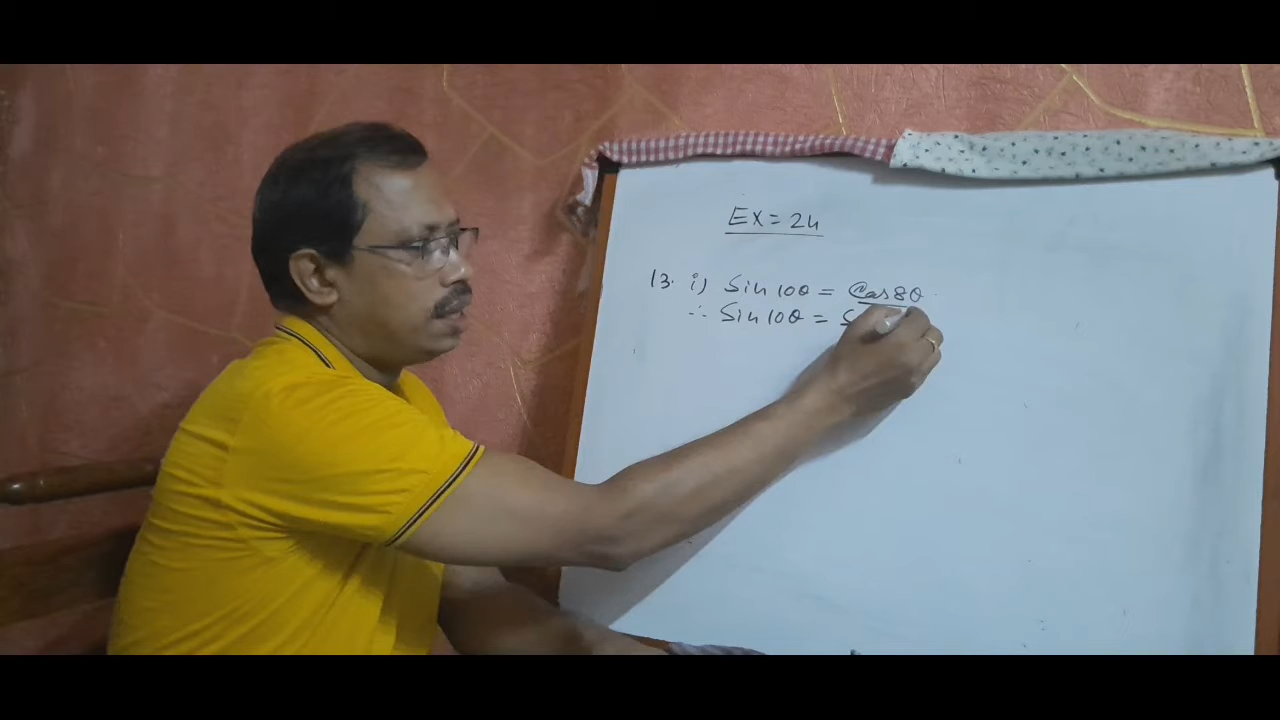 Ex = 24
13. i) Sin 10θ = Cos 8θ
∴ Sin 10θ = S